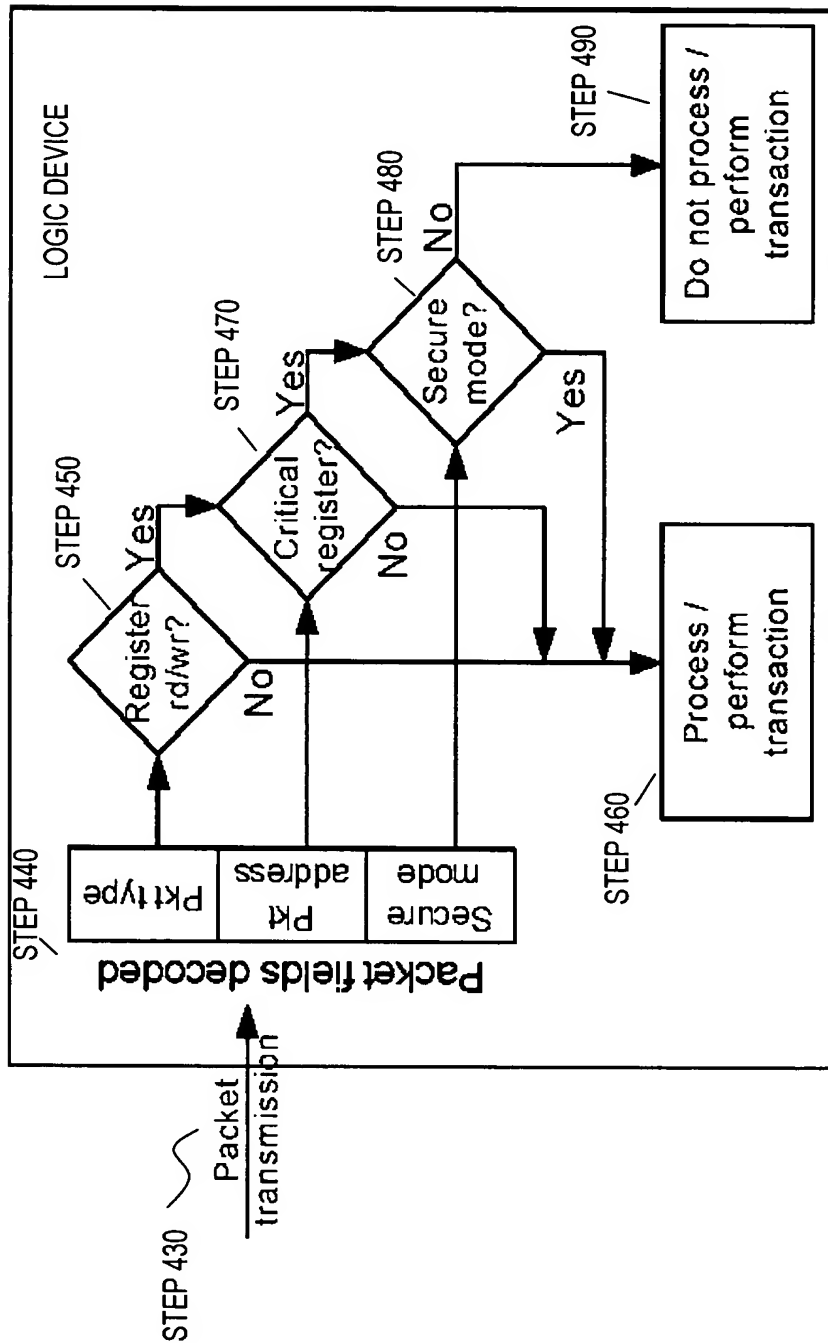 LOGIC DEVICE
STEP 430
Packet
transmission
STEP 440
Packet fields decoded
Pkt type
Pkt
address
Secure
mode
STEP 450
Register
rd/wr?
Yes
No
STEP 470
Critical
register?
Yes
No
STEP 480
Secure
mode?
No
Yes
STEP 460
Process /
perform
transaction
STEP 490
Do not process /
perform
transaction